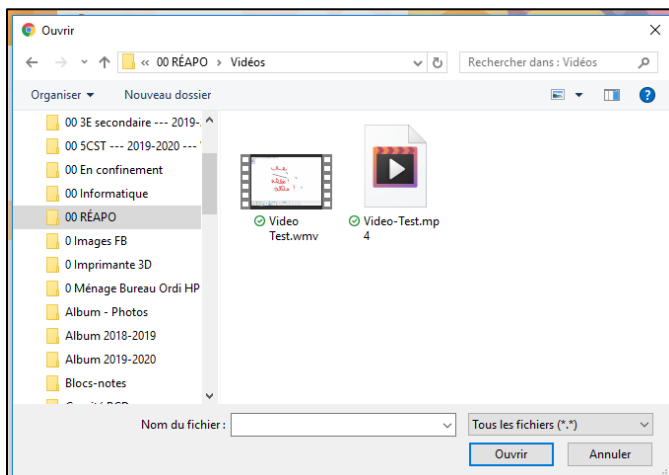 Ouvrir
« 00 RÉAPO > Vidéos
Rechercher dans : Vidéos
Organiser
Nouveau dossier
00 3E secondaire --- 2019-
00 5CST --- 2019-2020 ---
00 En confinement
00 Informatique
00 RÉAPO
0 Images FB
0 Imprimante 3D
0 Ménage Bureau Ordi HP
Album - Photos
Album 2018-2019
Album 2019-2020
Blocs-notes
Video
Test.wmv
Video-Test.mp
4
Nom du fichier :
Tous les fichiers (*.*)
Ouvrir
Annuler